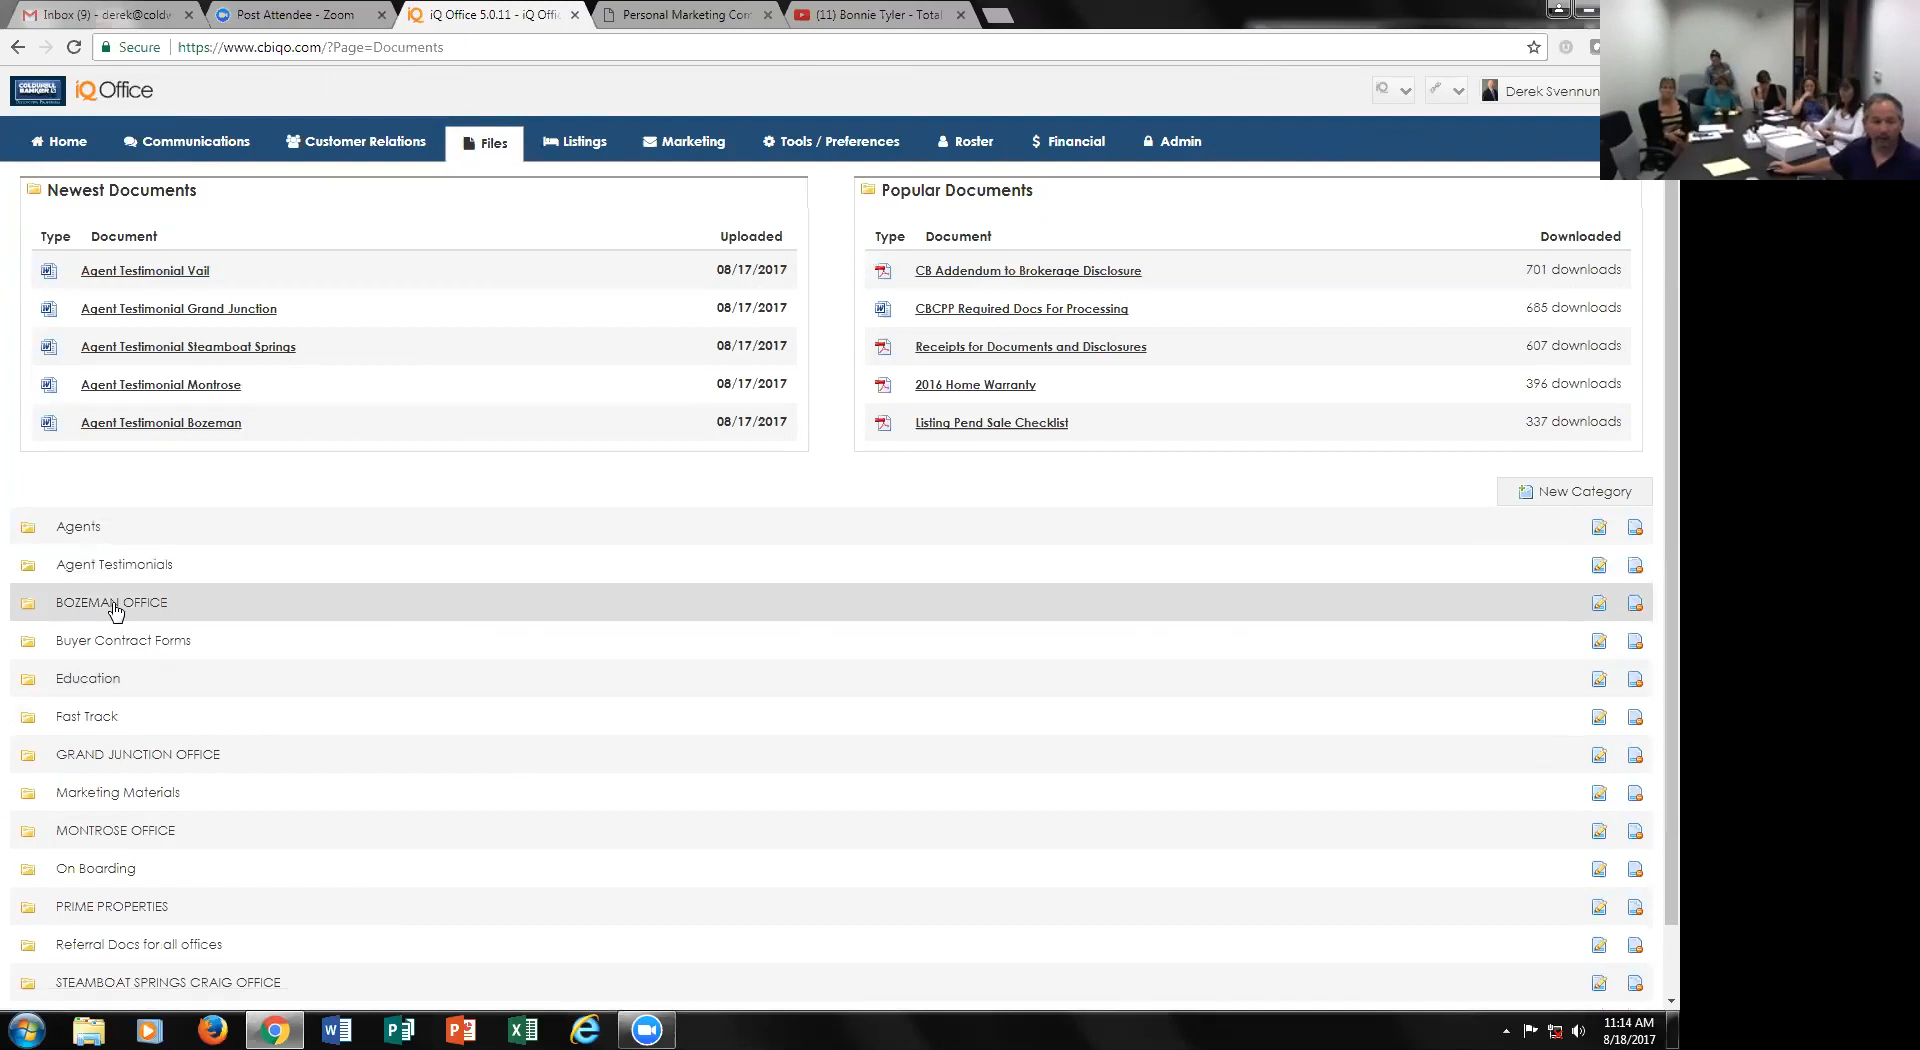 Inbox (9) - derek@coldw
Post Attendee - Zoom
iQ Office 5.0.11 - iQ Offic
Personal Marketing Con
(11) Bonnie Tyler - Total
Secure
https://www.cbiqo.com/?Page=Documents
COLDWELL BANKER
iQ Office
iQ
Derek Svennun
Home
Communications
Customer Relations
Files
Listings
Marketing
Tools / Preferences
Roster
Financial
Admin
Newest Documents
Type Document Uploaded
Agent Testimonial Vail 08/17/2017
Agent Testimonial Grand Junction 08/17/2017
Agent Testimonial Steamboat Springs 08/17/2017
Agent Testimonial Montrose 08/17/2017
Agent Testimonial Bozeman 08/17/2017
Popular Documents
Type Document Downloaded
CB Addendum to Brokerage Disclosure 701 downloads
CBCPP Required Docs For Processing 685 downloads
Receipts for Documents and Disclosures 607 downloads
2016 Home Warranty 396 downloads
Listing Pend Sale Checklist 337 downloads
New Category
Agents
Agent Testimonials
BOZEMAN OFFICE
Buyer Contract Forms
Education
Fast Track
GRAND JUNCTION OFFICE
Marketing Materials
MONTROSE OFFICE
On Boarding
PRIME PROPERTIES
Referral Docs for all offices
STEAMBOAT SPRINGS CRAIG OFFICE
11:14 AM
8/18/2017